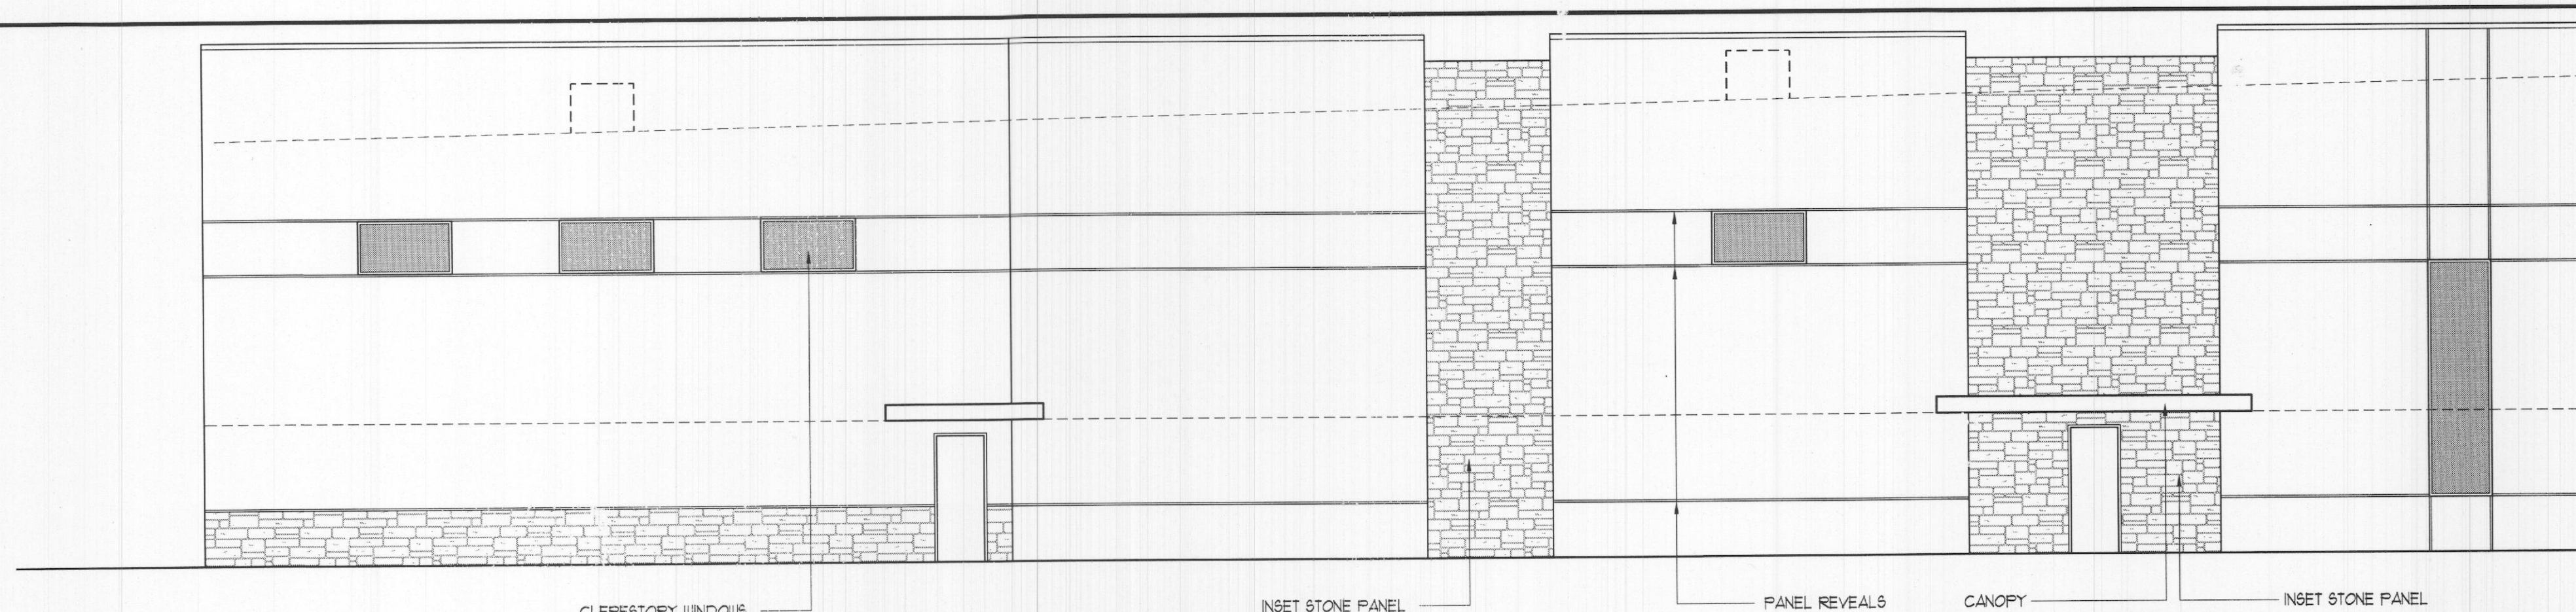 CLERESTORY WINDOWS
INSET STONE PANEL
PANEL REVEALS
CANOPY
INSET STONE PANEL